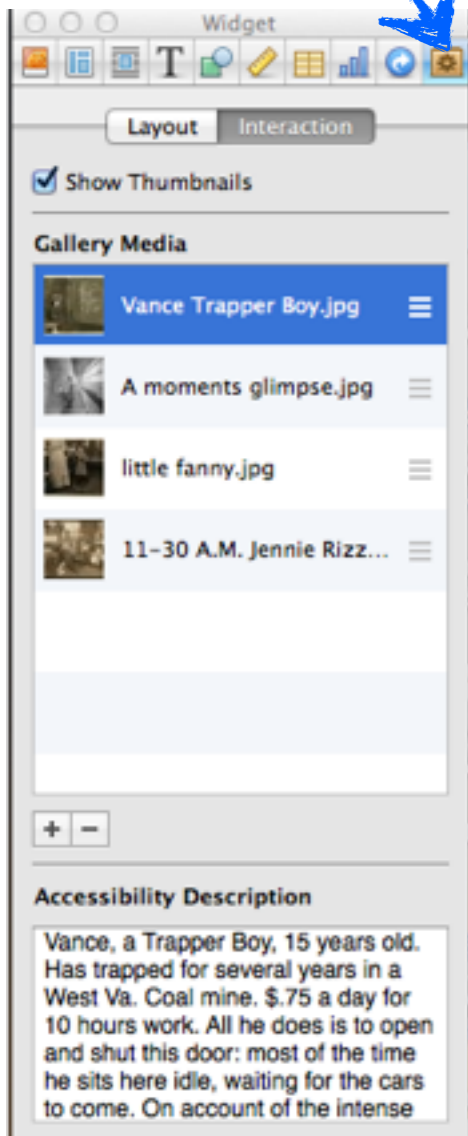 Widget
T
Layout Interaction
Show Thumbnails
Gallery Media
Vance Trapper Boy.jpg
A moments glimpse.jpg
little fanny.jpg
11-30 A.M. Jennie Rizz...
+ -
Accessibility Description
Vance, a Trapper Boy, 15 years old.
Has trapped for several years in a
West Va. Coal mine. $.75 a day for
10 hours work. All he does is to open
and shut this door: most of the time
he sits here idle, waiting for the cars
to come. On account of the intense